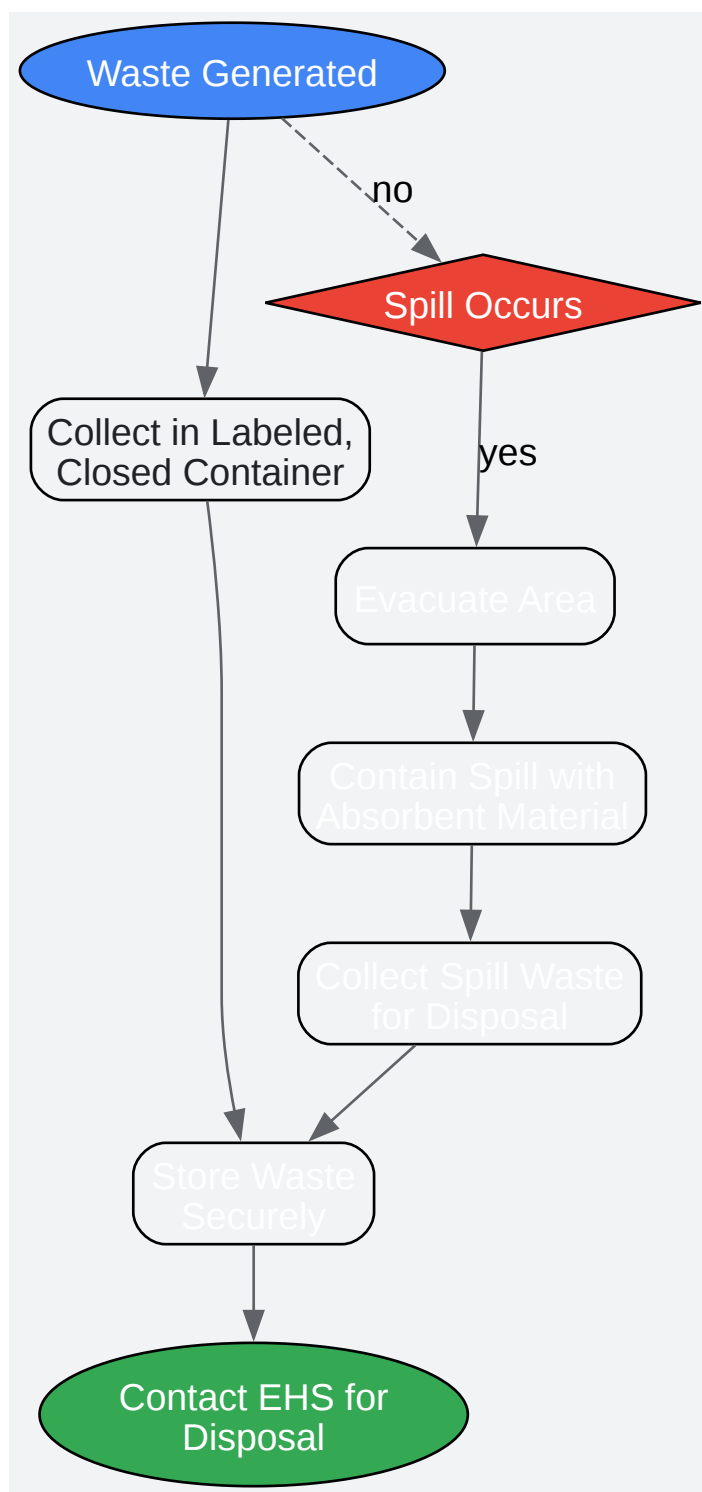 Waste Generated
no
Spill Occurs
Collect in Labeled,
Closed Container
yes
Evacuate Area
Contain Spill with
Absorbent Material
Collect Spill Waste
for Disposal
Store Waste
Securely
Contact EHS for
Disposal